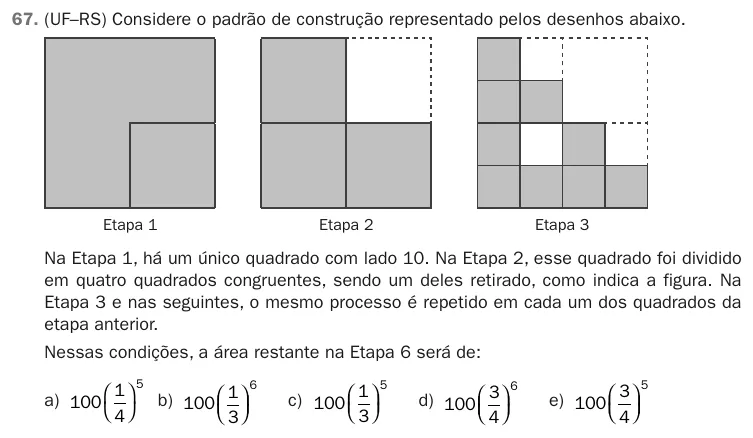 67. (UF–RS) Considere o padrão de construção representado pelos desenhos abaixo.
Etapa 1 Etapa 2 Etapa 3
Na Etapa 1, há um único quadrado com lado 10. Na Etapa 2, esse quadrado foi dividido
em quatro quadrados congruentes, sendo um deles retirado, como indica a figura. Na
Etapa 3 e nas seguintes, o mesmo processo é repetido em cada um dos quadrados da
etapa anterior.
Nessas condições, a área restante na Etapa 6 será de:
a) 100(1/4)^5 b) 100(1/3)^6 c) 100(1/3)^5 d) 100(3/4)^6 e) 100(3/4)^5